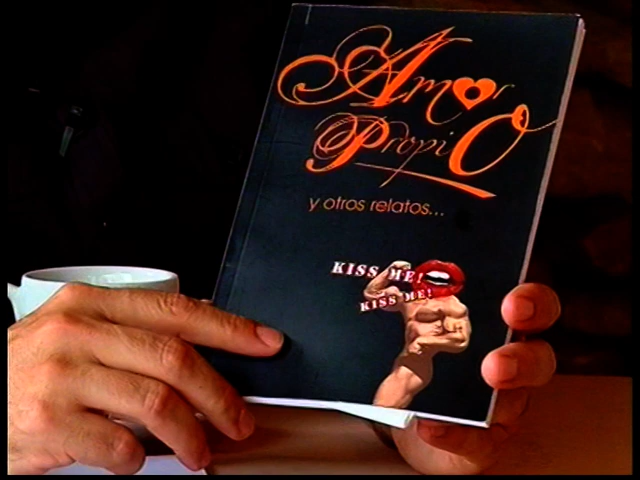 Amor
PropiO
y otros relatos...
KISS ME
KISS ME!